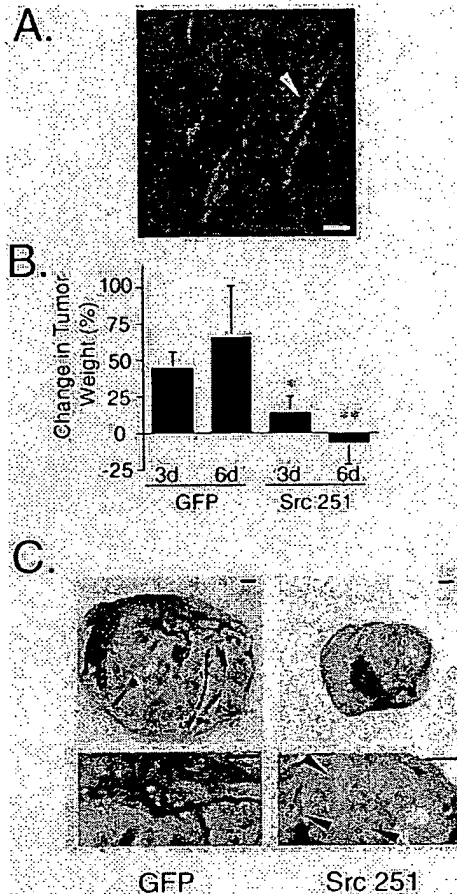 A.
B.
Change in Tumor
Weight (%)
100
75
50
25
0
-25
*
**
3d 6d 3d 6d
GFP Src 251
C.
GFP Src 251